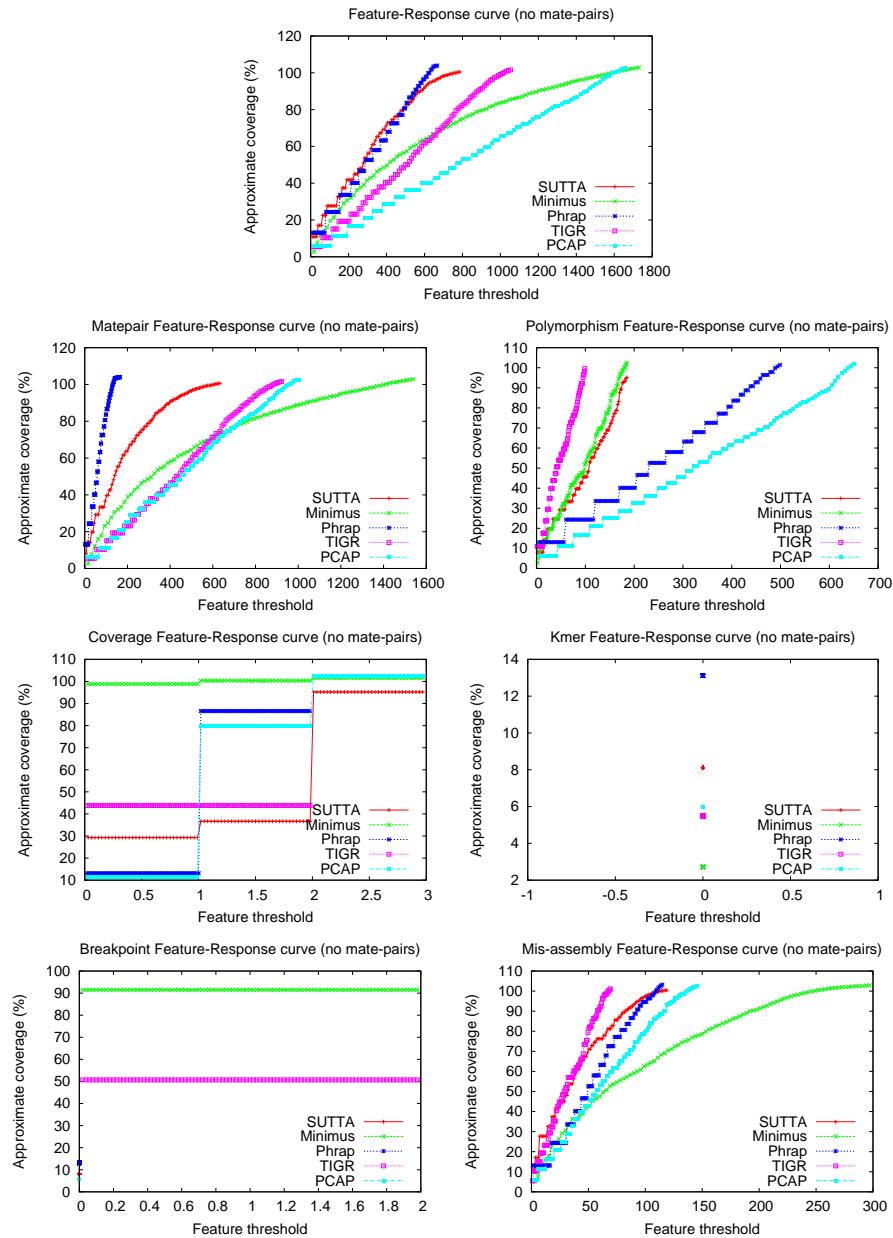 Feature-Response curve (no mate-pairs)
Approximate coverage (%)
120
100
80
60
40
20
0
SUTTA
Minimus
Phrap
TIGR
PCAP
200 400 600 800 1000 1200 1400 1600 1800
Feature threshold
Matepair Feature-Response curve (no mate-pairs)
Approximate coverage (%)
120
100
80
60
40
20
0
SUTTA
Minimus
Phrap
TIGR
PCAP
0 200 400 600 800 1000 1200 1400 1600
Feature threshold
Polymorphism Feature-Response curve (no mate-pairs)
Approximate coverage (%)
110
100
90
80
70
60
50
40
30
20
10
0
SUTTA
Minimus
Phrap
TIGR
PCAP
0 100 200 300 400 500 600 700
Feature threshold
Coverage Feature-Response curve (no mate-pairs)
Approximate coverage (%)
110
100
90
80
70
60
50
40
30
20
10
SUTTA
Minimus
Phrap
TIGR
PCAP
0 0.5 1 1.5 2 2.5 3
Feature threshold
Kmer Feature-Response curve (no mate-pairs)
Approximate coverage (%)
14
12
10
8
6
4
2
SUTTA
Minimus
Phrap
TIGR
PCAP
-1 -0.5 0 0.5 1
Feature threshold
Breakpoint Feature-Response curve (no mate-pairs)
Approximate coverage (%)
100
90
80
70
60
50
40
30
20
10
0
SUTTA
Minimus
Phrap
TIGR
PCAP
0 0.2 0.4 0.6 0.8 1 1.2 1.4 1.6 1.8 2
Feature threshold
Mis-assembly Feature-Response curve (no mate-pairs)
Approximate coverage (%)
110
100
90
80
70
60
50
40
30
20
10
0
SUTTA
Minimus
Phrap
TIGR
PCAP
0 50 100 150 200 250 300
Feature threshold